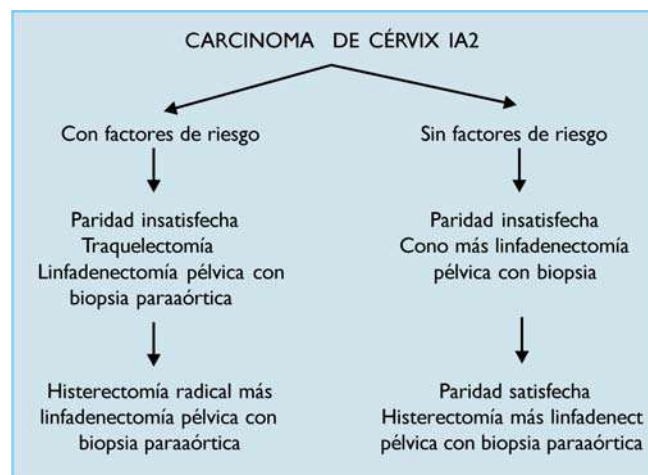 CARCINOMA DE CÉRVIX IA2
Con factores de riesgo
Paridad insatisfecha
Traquelectomía
Linfadenectomía pélvica con
biopsia paraaórtica
Histerectomía radical más
linfadenectomía pélvica con
biopsia paraaórtica
Sin factores de riesgo
Paridad insatisfecha
Cono más linfadenectomía
pélvica con biopsia
Paridad satisfecha
Histerectomía más linfadenect
pélvica con biopsia paraaórtica